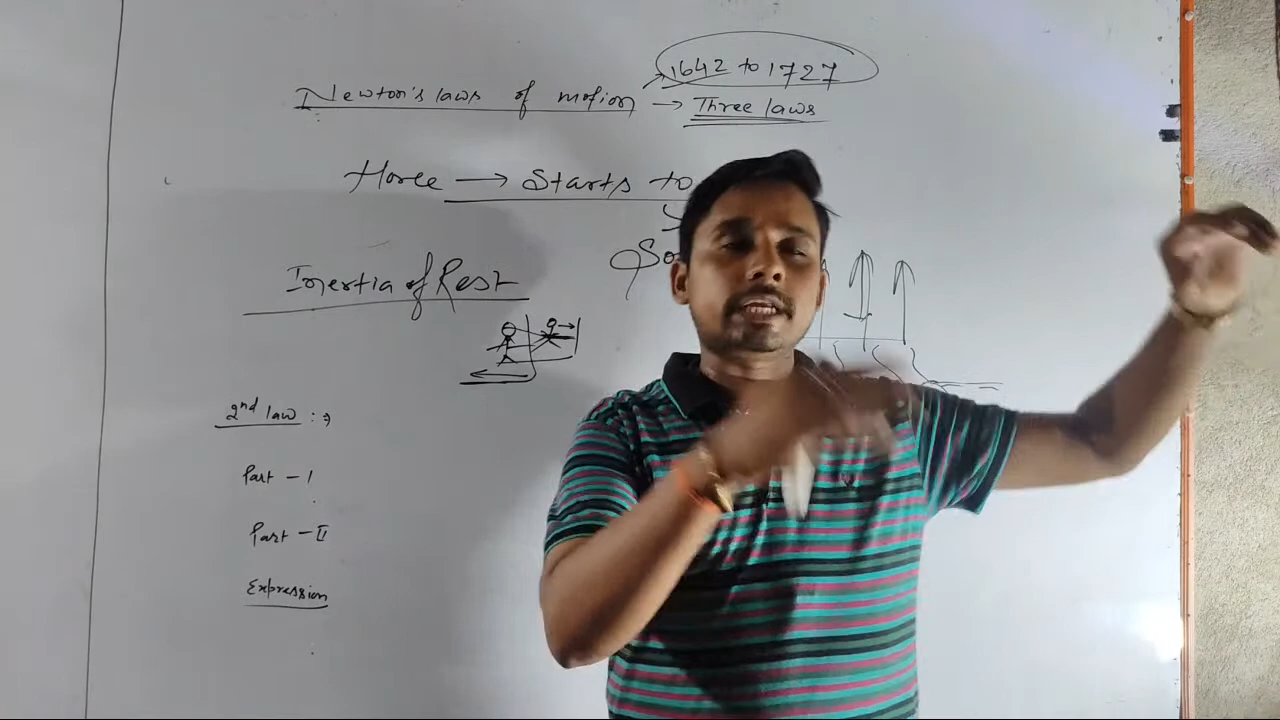 1642 to 1727
Newton's laws of motion → Three laws
→ Starts to
Inertia of Rest
2nd law :→
Part - I
Part - II
Expression